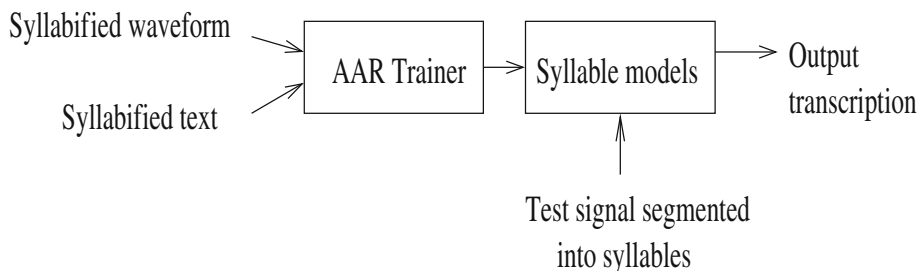 Syllabified waveform
Syllabified text
AAR Trainer
Syllable models
Output
transcription
Test signal segmented
into syllables